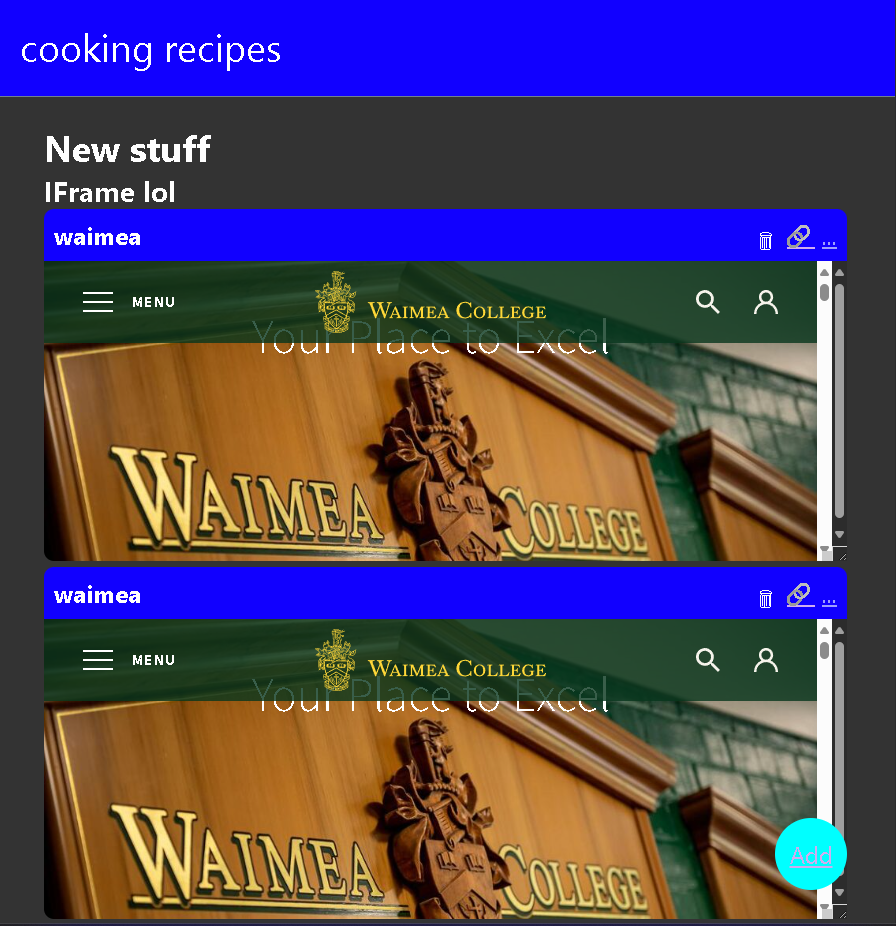 cooking recipes
New stuff
IFrame lol
waimea
...
MENU
WAIMEA COLLEGE
Your Place to Excel
WAIMEA COLLEGE
waimea
...
MENU
WAIMEA COLLEGE
Your Place to Excel
WAIMEA COLLEGE
Add